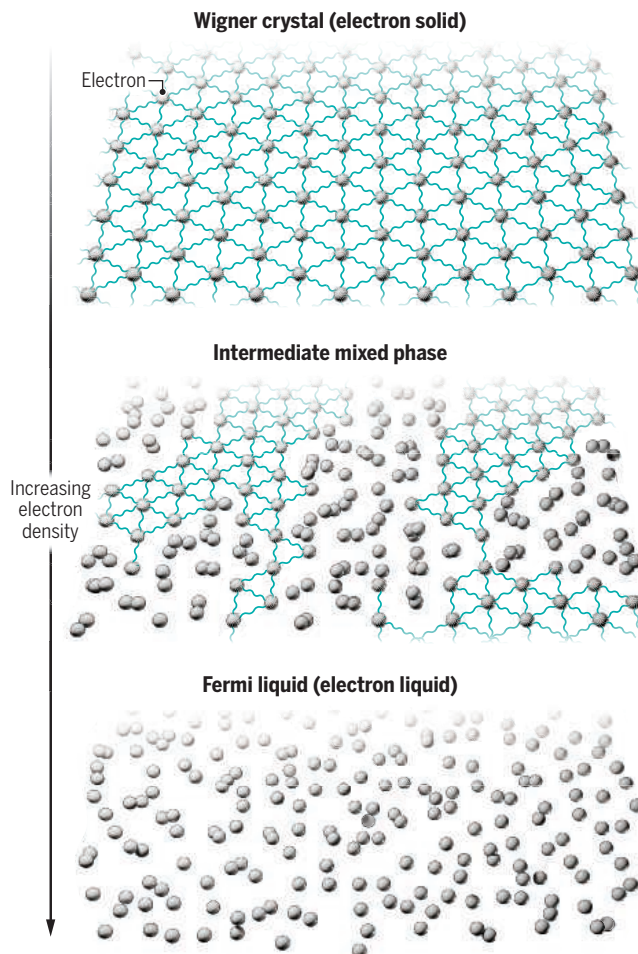 Wigner crystal (electron solid)
Electron
Intermediate mixed phase
Increasing
electron
density
Fermi liquid (electron liquid)